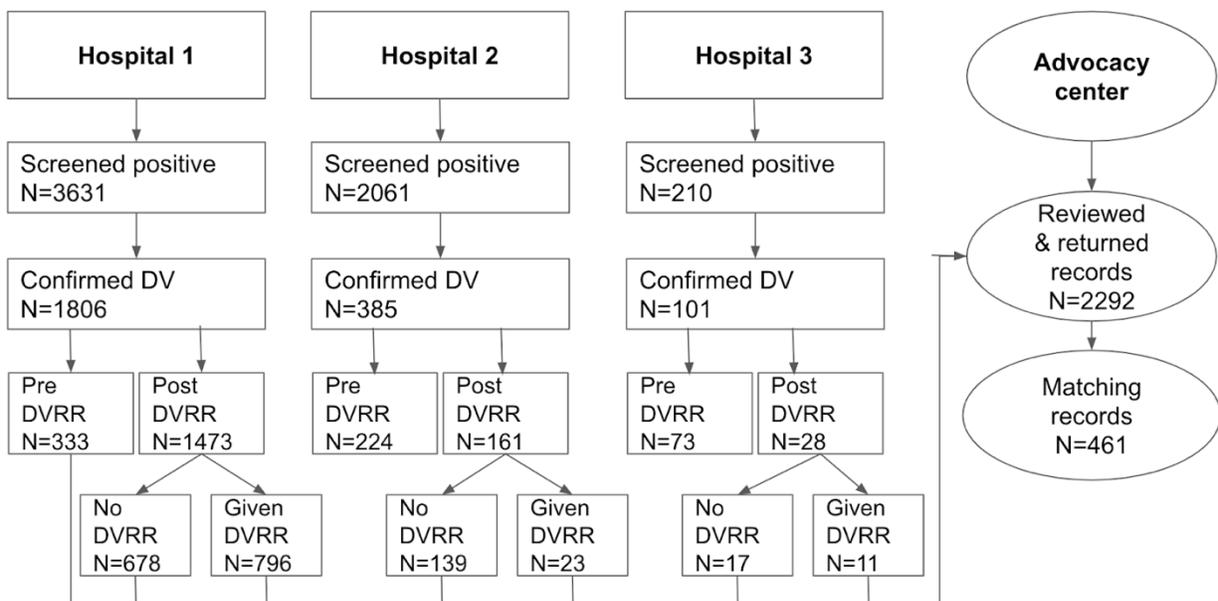 Hospital 1
Screened positive
N=3631
Confirmed DV
N=1806
Pre
DVRR
N=333
Post
DVRR
N=1473
No
DVRR
N=678
Given
DVRR
N=796
Hospital 2
Screened positive
N=2061
Confirmed DV
N=385
Pre
DVRR
N=224
Post
DVRR
N=161
No
DVRR
N=139
Given
DVRR
N=23
Hospital 3
Screened positive
N=210
Confirmed DV
N=101
Pre
DVRR
N=73
Post
DVRR
N=28
No
DVRR
N=17
Given
DVRR
N=11
Advocacy
center
Reviewed
& returned
records
N=2292
Matching
records
N=461